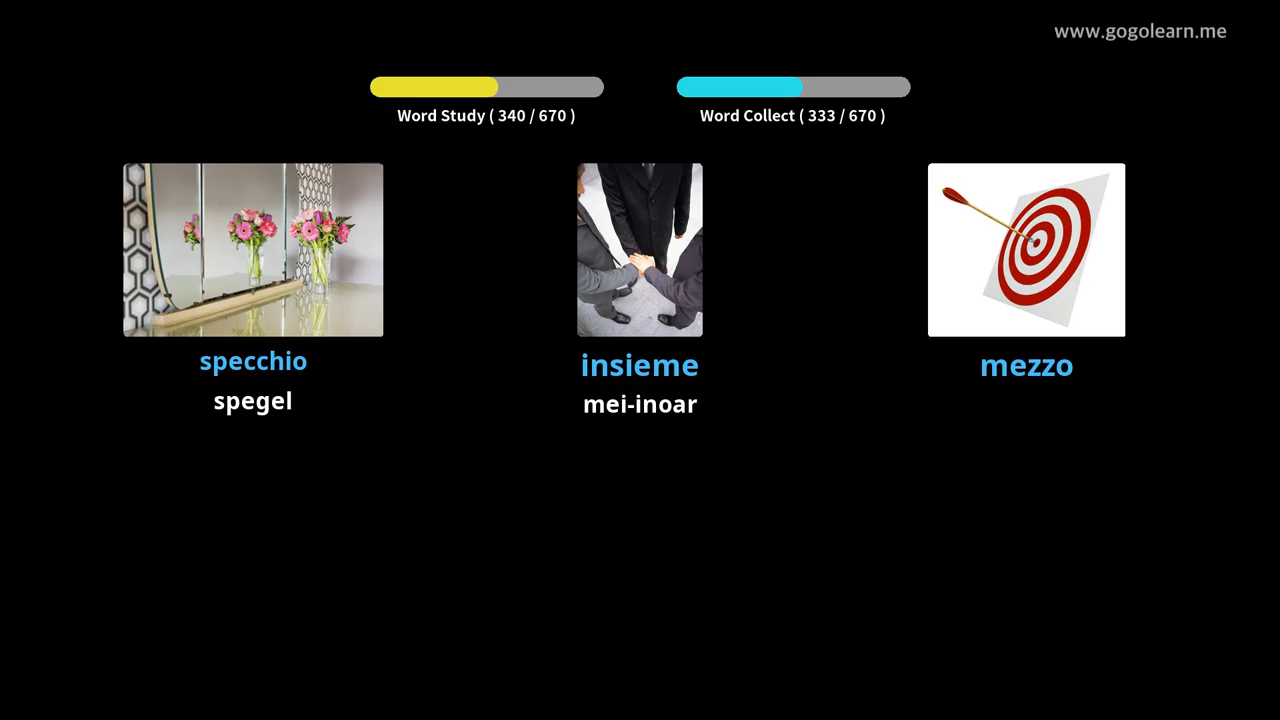 www.gogolearn.me
Word Study ( 340 / 670 )
Word Collect ( 333 / 670 )
specchio
spegel
insieme
mei-inoar
mezzo